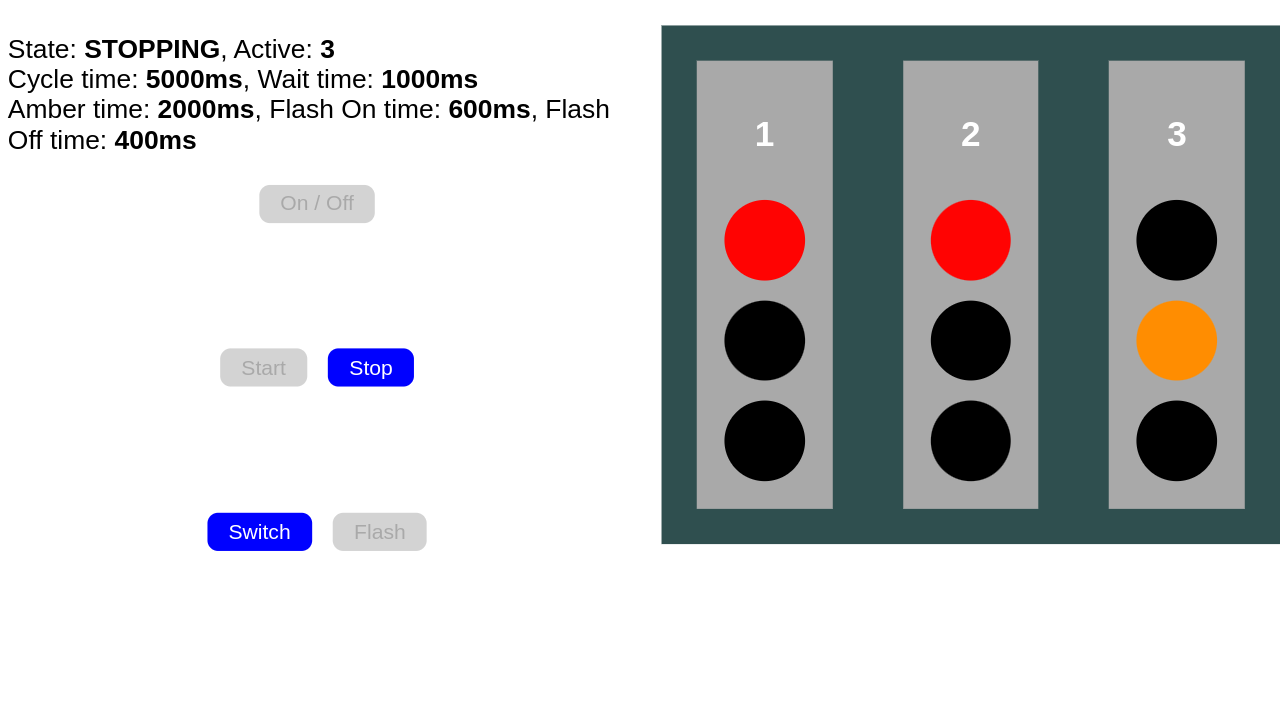 State: STOPPING, Active: 3
Cycle time: 5000ms, Wait time: 1000ms
Amber time: 2000ms, Flash On time: 600ms, Flash
Off time: 400ms
On / Off
Start Stop
Switch Flash
1 2 3